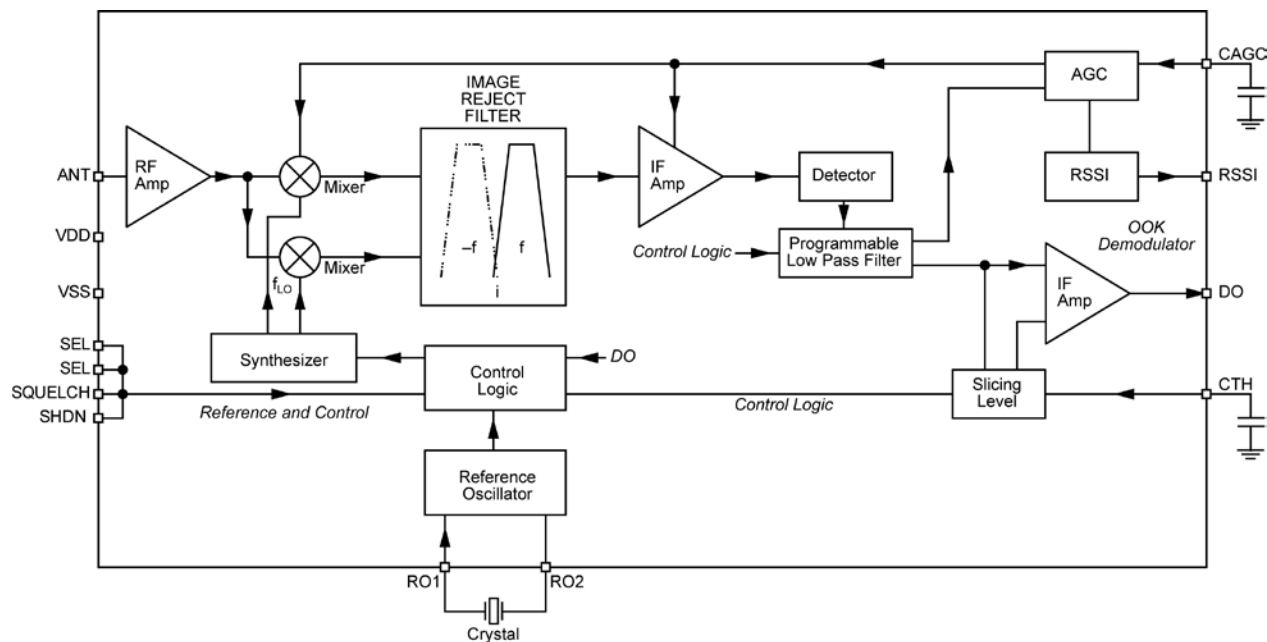 CAGC
AGC
IMAGE
REJECT
FILTER
RF
Amp
ANT
Mixer
IF
Amp
Detector
RSSI
RSSI
–f
f
i
VDD
Mixer
Control Logic
Programmable
Low Pass Filter
OOK
Demodulator
fLO
VSS
IF
Amp
DO
SEL
SEL
SQUELCH
SHDN
Synthesizer
Control
Logic
DO
Reference and Control
Control Logic
Slicing
Level
CTH
Reference
Oscillator
RO1
RO2
Crystal